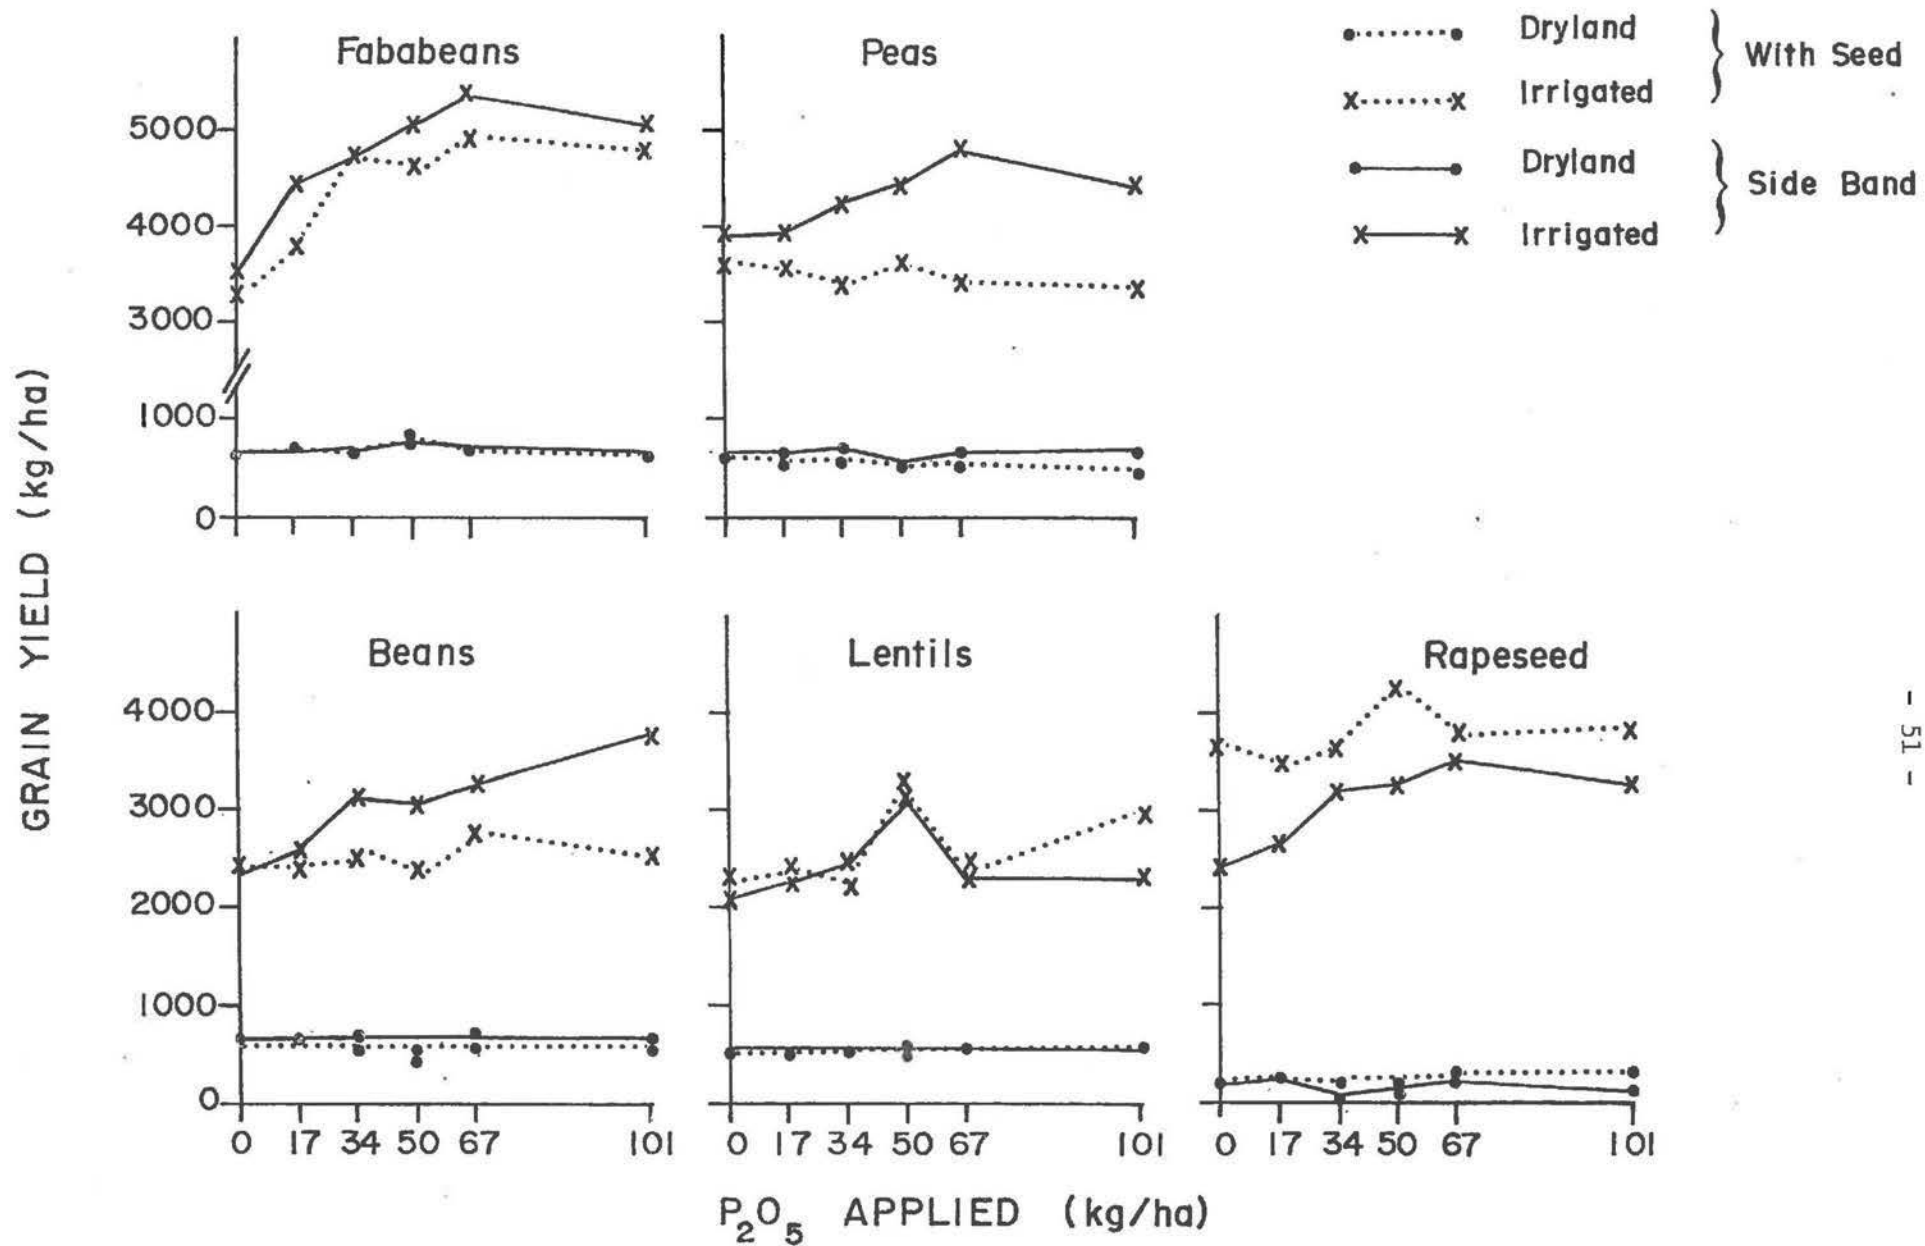 Fababeans
Peas
Dryland
Irrigated
With Seed
Dryland
Irrigated
Side Band
5000
4000
3000
1000
0
GRAIN YIELD (kg/ha)
Beans
Lentils
Rapeseed
4000
3000
2000
1000
0
0 17 34 50 67 101
0 17 34 50 67 101
0 17 34 50 67 101
P₂O₅ APPLIED (kg/ha)
- 51 -